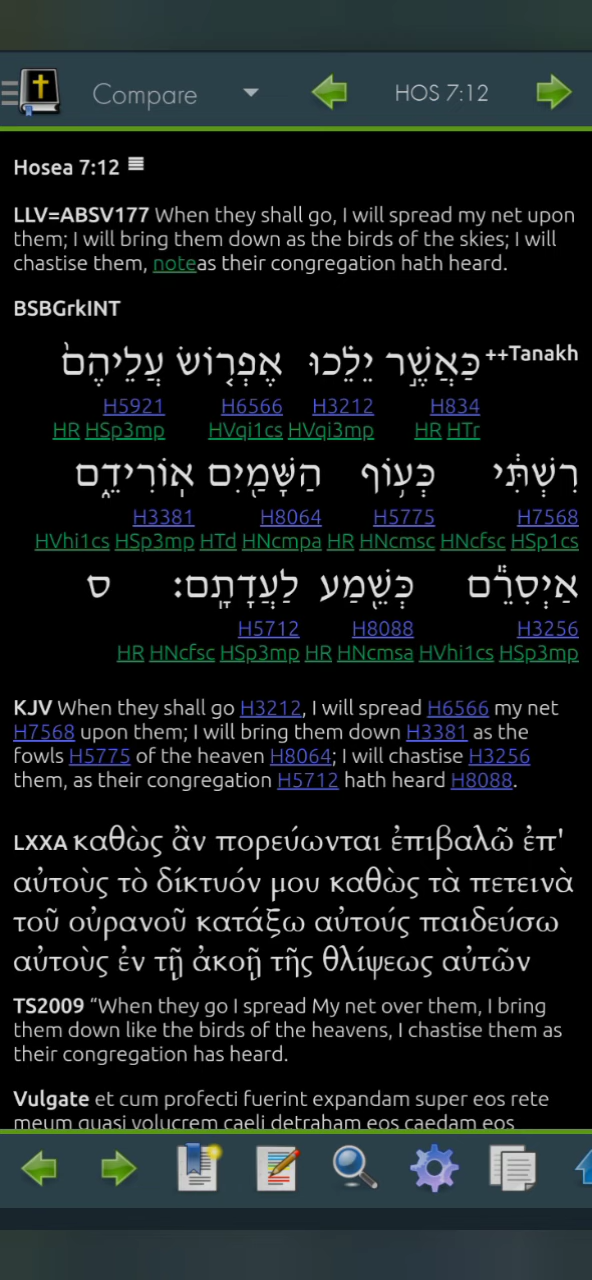 Compare
HOS 7:12
Hosea 7:12
LLV=ABSV177 When they shall go, I will spread my net upon
them; I will bring them down as the birds of the skies; I will
chastise them, noteas their congregation hath heard.
BSBGrkINT
++Tanakh כַּאֲשֶׁ֣ר יֵלֵ֗כוּ אֶפְר֤וֹשׂ עֲלֵיהֶם֙
H5921 H6566 H3212 H834
HR HSp3mp HVqi1cs HVqi3mp HR HTr
רִשְׁתִּ֔י כְּע֥וֹף הַשָּׁמַ֖יִם אֽוֹרִידֵ֑ם
H3381 H8064 H5775 H7568
HVhi1cs HSp3mp HTd HNcmpa HR HNcmsc HNcfsc HSp1cs
אַיְסִרֵ֕ם כְּשֵׁ֖מַע לַעֲדָתָֽם׃ ס
H5712 H8088 H3256
HR HNcfsc HSp3mp HR HNcmsa HVhi1cs HSp3mp
KJV When they shall go H3212, I will spread H6566 my net
H7568 upon them; I will bring them down H3381 as the
fowls H5775 of the heaven H8064; I will chastise H3256
them, as their congregation H5712 hath heard H8088.
LXXA καθὼς ἂν πορεύωνται ἐπιβαλῶ ἐπ'
αὐτοὺς τὸ δίκτυόν μου καθὼς τὰ πετεινὰ
τοῦ οὐρανοῦ κατάξω αὐτούς παιδεύσω
αὐτοὺς ἐν τῇ ἀκοῇ τῆς θλίψεως αὐτῶν
TS2009 “When they go I spread My net over them, I bring
them down like the birds of the heavens, I chastise them as
their congregation has heard.
Vulgate et cum profecti fuerint expandam super eos rete
meum quasi volucrem caeli detraham eos caedam eos